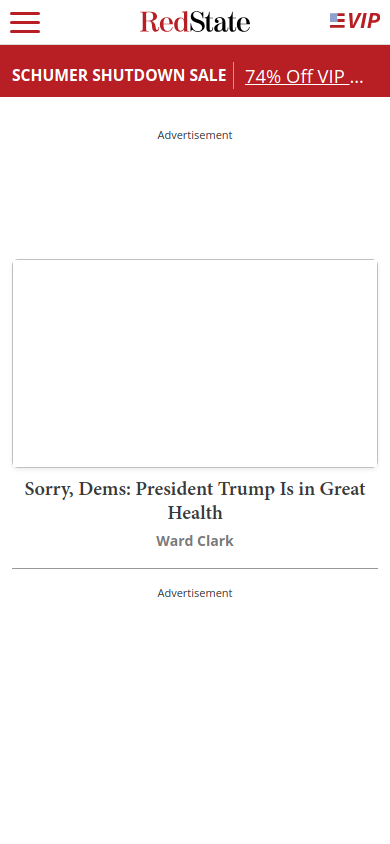 RedState
VIP
SCHUMER SHUTDOWN SALE
74% Off VIP ...
Advertisement
Sorry, Dems: President Trump Is in Great
Health
Ward Clark
Advertisement